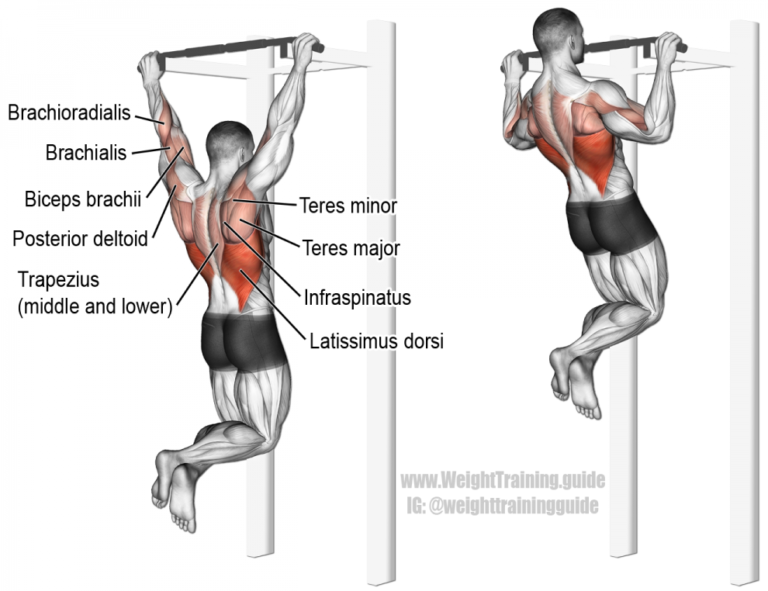 Brachioradialis
Brachialis
Biceps brachii
Posterior deltoid
Trapezius
(middle and lower)
Teres minor
Teres major
Infraspinatus
Latissimus dorsi
www.WeightTraining.guide
IG: @weighttrainingguide